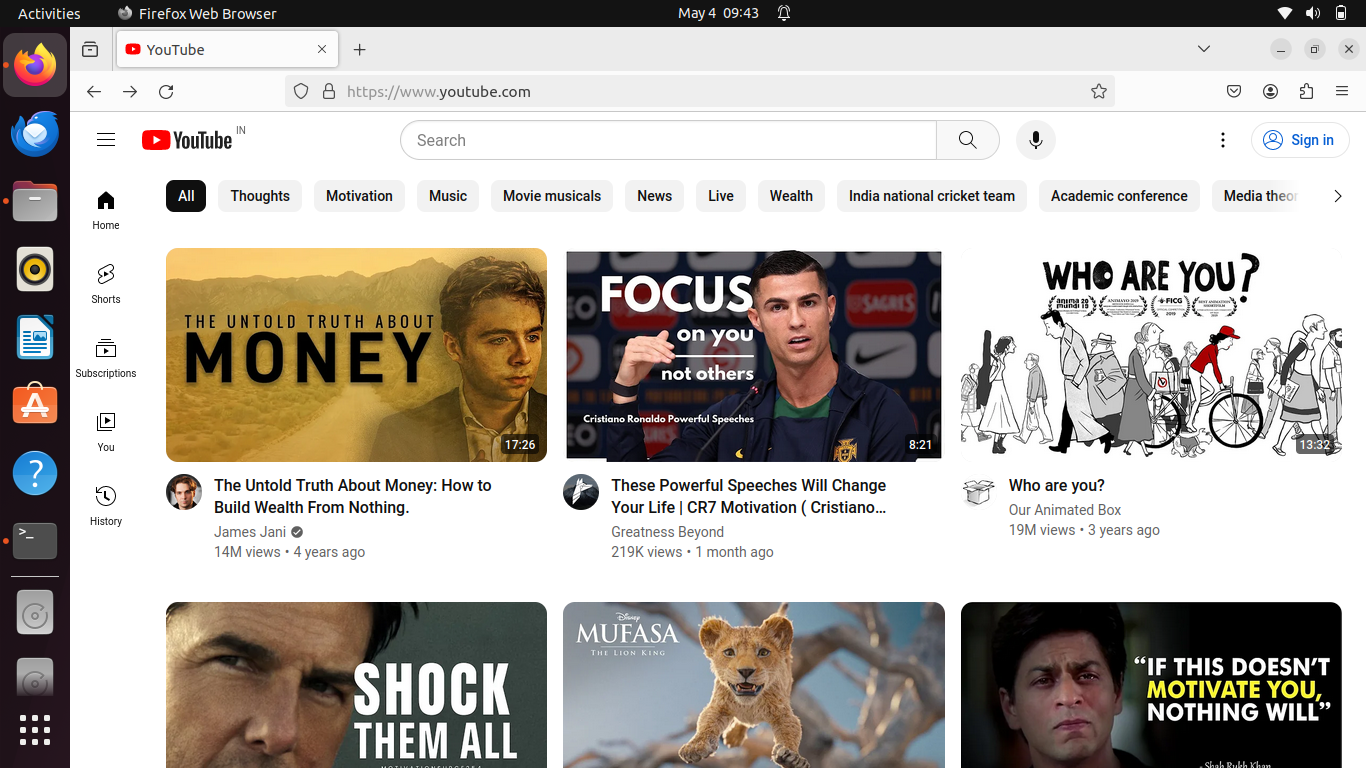 Activities
Firefox Web Browser
May 4 09:43
YouTube
https://www.youtube.com
YouTube IN
Search
Sign in
Home
Shorts
Subscriptions
You
History
All
Thoughts
Motivation
Music
Movie musicals
News
Live
Wealth
India national cricket team
Academic conference
Media theor
THE UNTOLD TRUTH ABOUT
MONEY
17:26
The Untold Truth About Money: How to
Build Wealth From Nothing.
James Jani
14M views • 4 years ago
FOCUS
on you
not others
Cristiano Ronaldo Powerful Speeches
SAGRES
8:21
These Powerful Speeches Will Change
Your Life | CR7 Motivation ( Cristiano...
Greatness Beyond
219K views • 1 month ago
WHO ARE YOU?
13:32
Who are you?
Our Animated Box
19M views • 3 years ago
SHOCK
THEM ALL
Disney
MUFASA
THE LION KING
“IF THIS DOESN'T
MOTIVATE YOU,
NOTHING WILL”
- Shah Rukh Khan